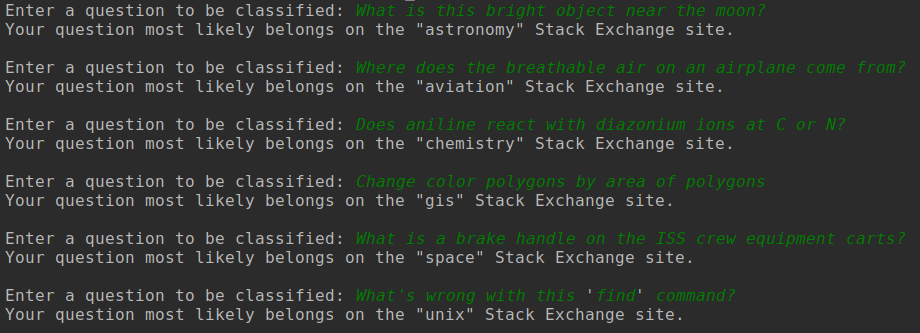 Enter a question to be classified: What is this bright object near the moon?
Your question most likely belongs on the "astronomy" Stack Exchange site.
Enter a question to be classified: Where does the breathable air on an airplane come from?
Your question most likely belongs on the "aviation" Stack Exchange site.
Enter a question to be classified: Does aniline react with diazonium ions at C or N?
Your question most likely belongs on the "chemistry" Stack Exchange site.
Enter a question to be classified: Change color polygons by area of polygons
Your question most likely belongs on the "gis" Stack Exchange site.
Enter a question to be classified: What is a brake handle on the ISS crew equipment carts?
Your question most likely belongs on the "space" Stack Exchange site.
Enter a question to be classified: What's wrong with this 'find' command?
Your question most likely belongs on the "unix" Stack Exchange site.